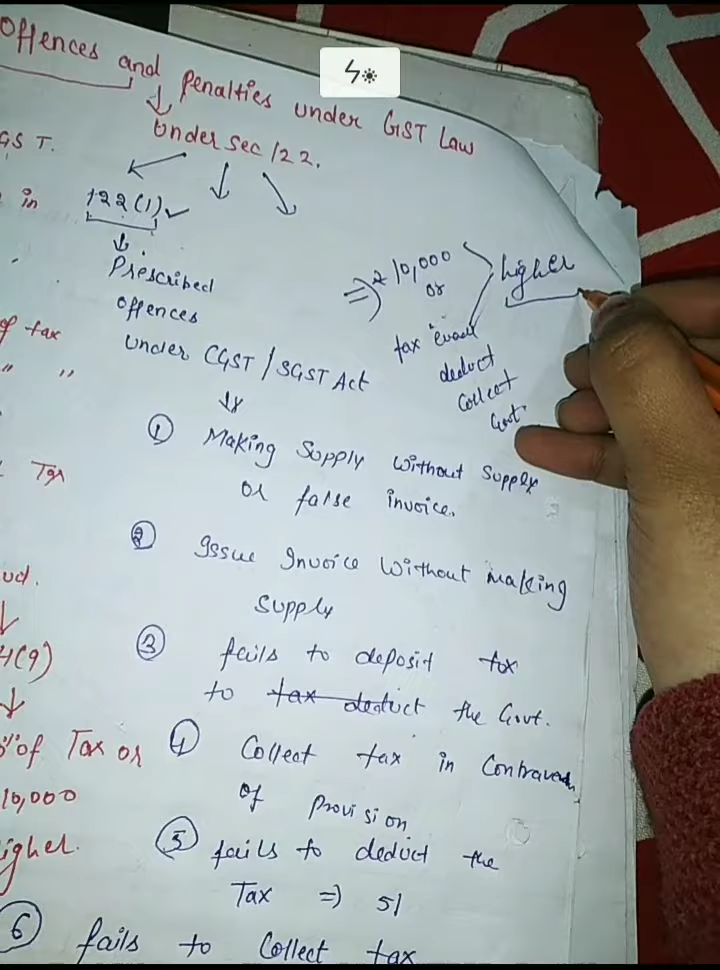 Offences and Penalties under GST Law
Under sec 122.
GS T.
in
122(1) ✓
Prescribed
offences
under CGST / SGST Act
⇒ 10,000
or
higher
tax
deduct
collect
Govt.
of tax
" "
① Making Supply without Supply
or false invoice.
② Issue Invoice without making
Supply
③ fails to deposit tax
to tax deduct the Govt.
④ Collect tax in
of provision
⑤ fails to deduct the
Tax ⇒ 51
⑥ fails to collect tax
ud.
4(9)
% of Tax or
10,000
igher.